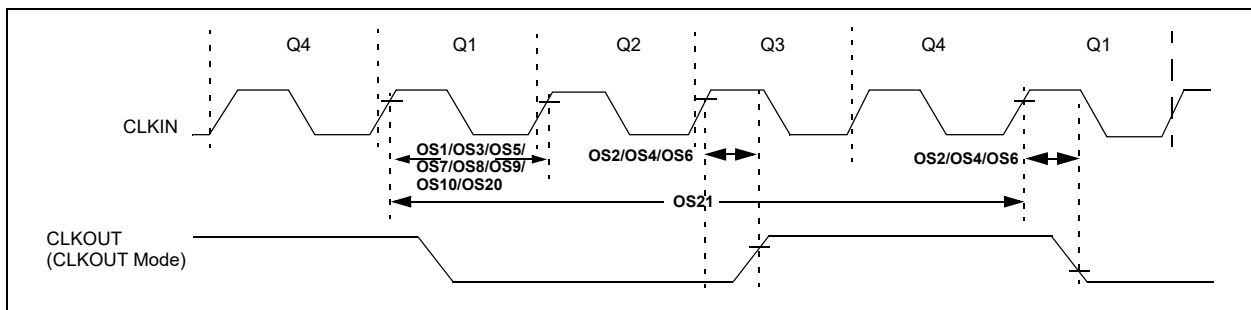 Q4 Q1 Q2 Q3 Q4 Q1
CLKIN
OS1/OS3/OS5/
OS7/OS8/OS9/
OS10/OS20
OS2/OS4/OS6
OS2/OS4/OS6
OS21
CLKOUT
(CLKOUT Mode)